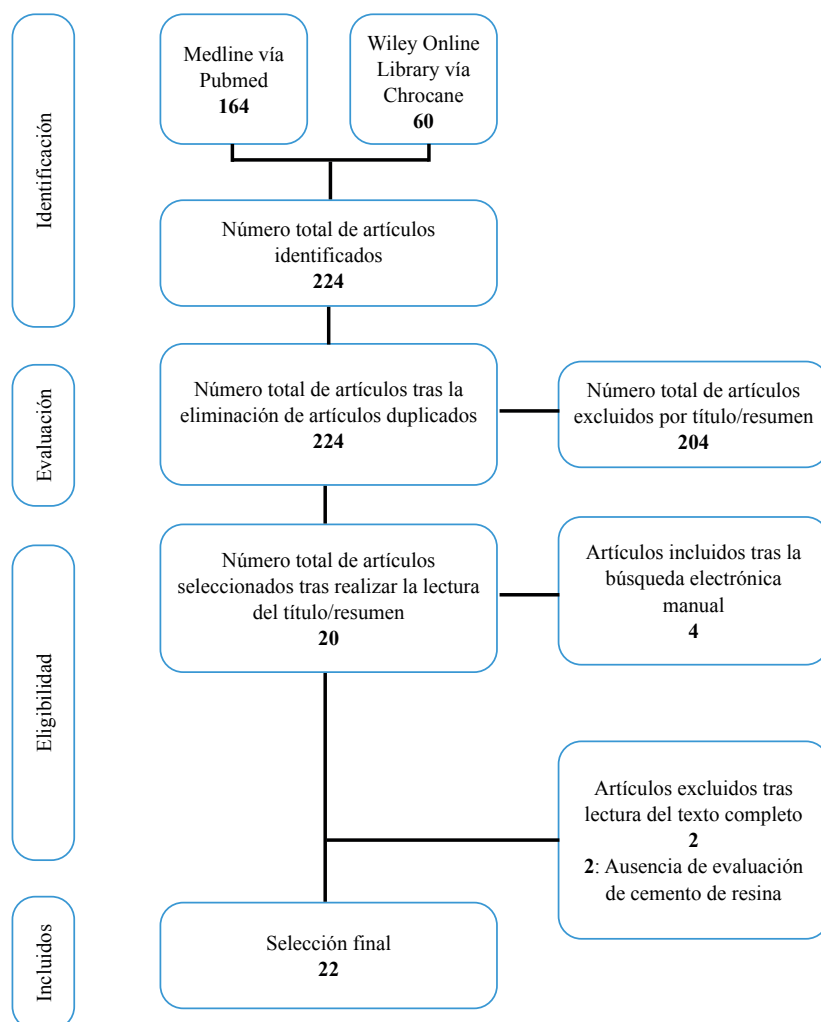 Identificación
Medline vía
Pubmed
164
Wiley Online
Library vía
Chrocane
60
Número total de artículos
identificados
224
Evaluación
Número total de artículos tras la
eliminación de artículos duplicados
224
Número total de artículos
excluidos por título/resumen
204
Eligibilidad
Número total de artículos
seleccionados tras realizar la lectura
del título/resumen
20
Artículos incluidos tras la
búsqueda electrónica
manual
4
Artículos excluidos tras
lectura del texto completo
2
2: Ausencia de evaluación
de cemento de resina
Incluidos
Selección final
22